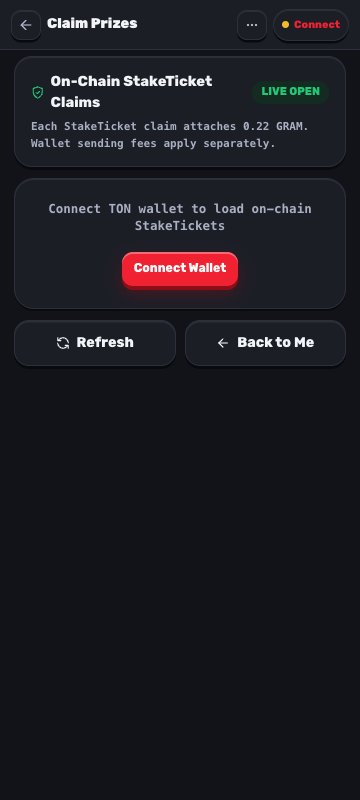 Claim Prizes
Connect
On-Chain StakeTicket
Claims
LIVE OPEN
Each StakeTicket claim attaches 0.22 GRAM.
Wallet sending fees apply separately.
Connect TON wallet to load on-chain
StakeTickets
Connect Wallet
Refresh
Back to Me